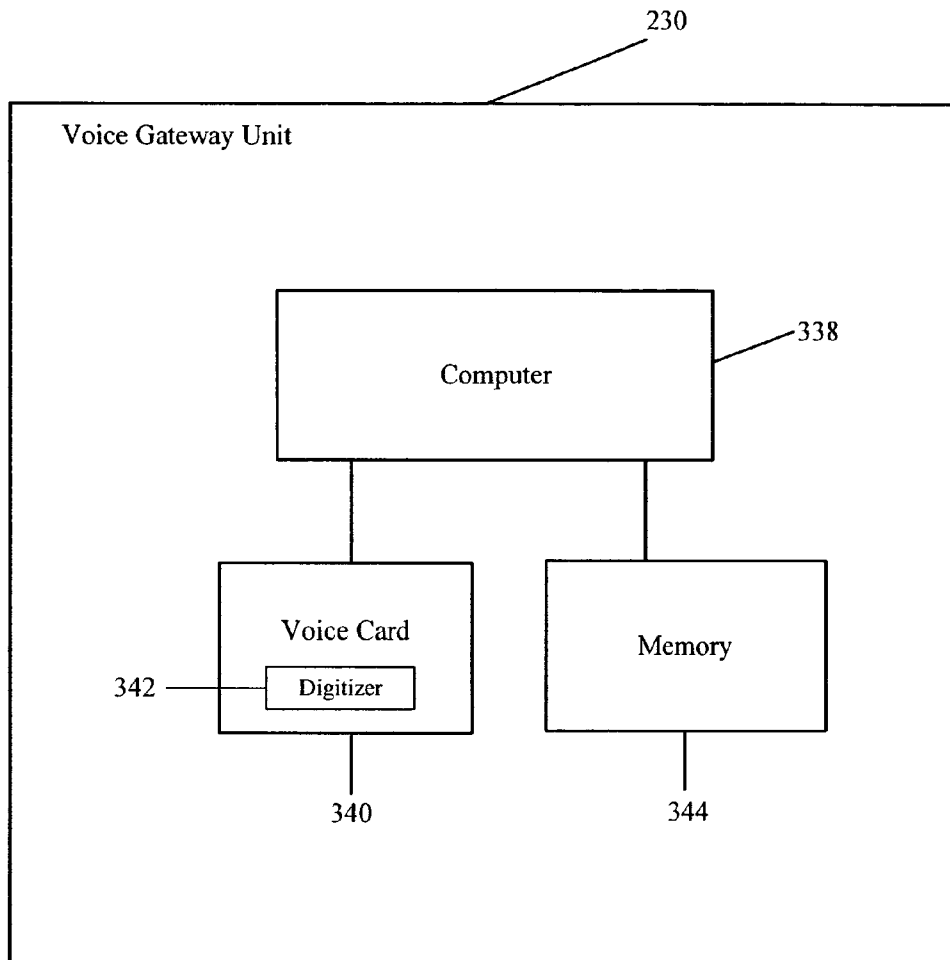 230
Voice Gateway Unit
338
Computer
Voice Card
Memory
342
Digitizer
340
344